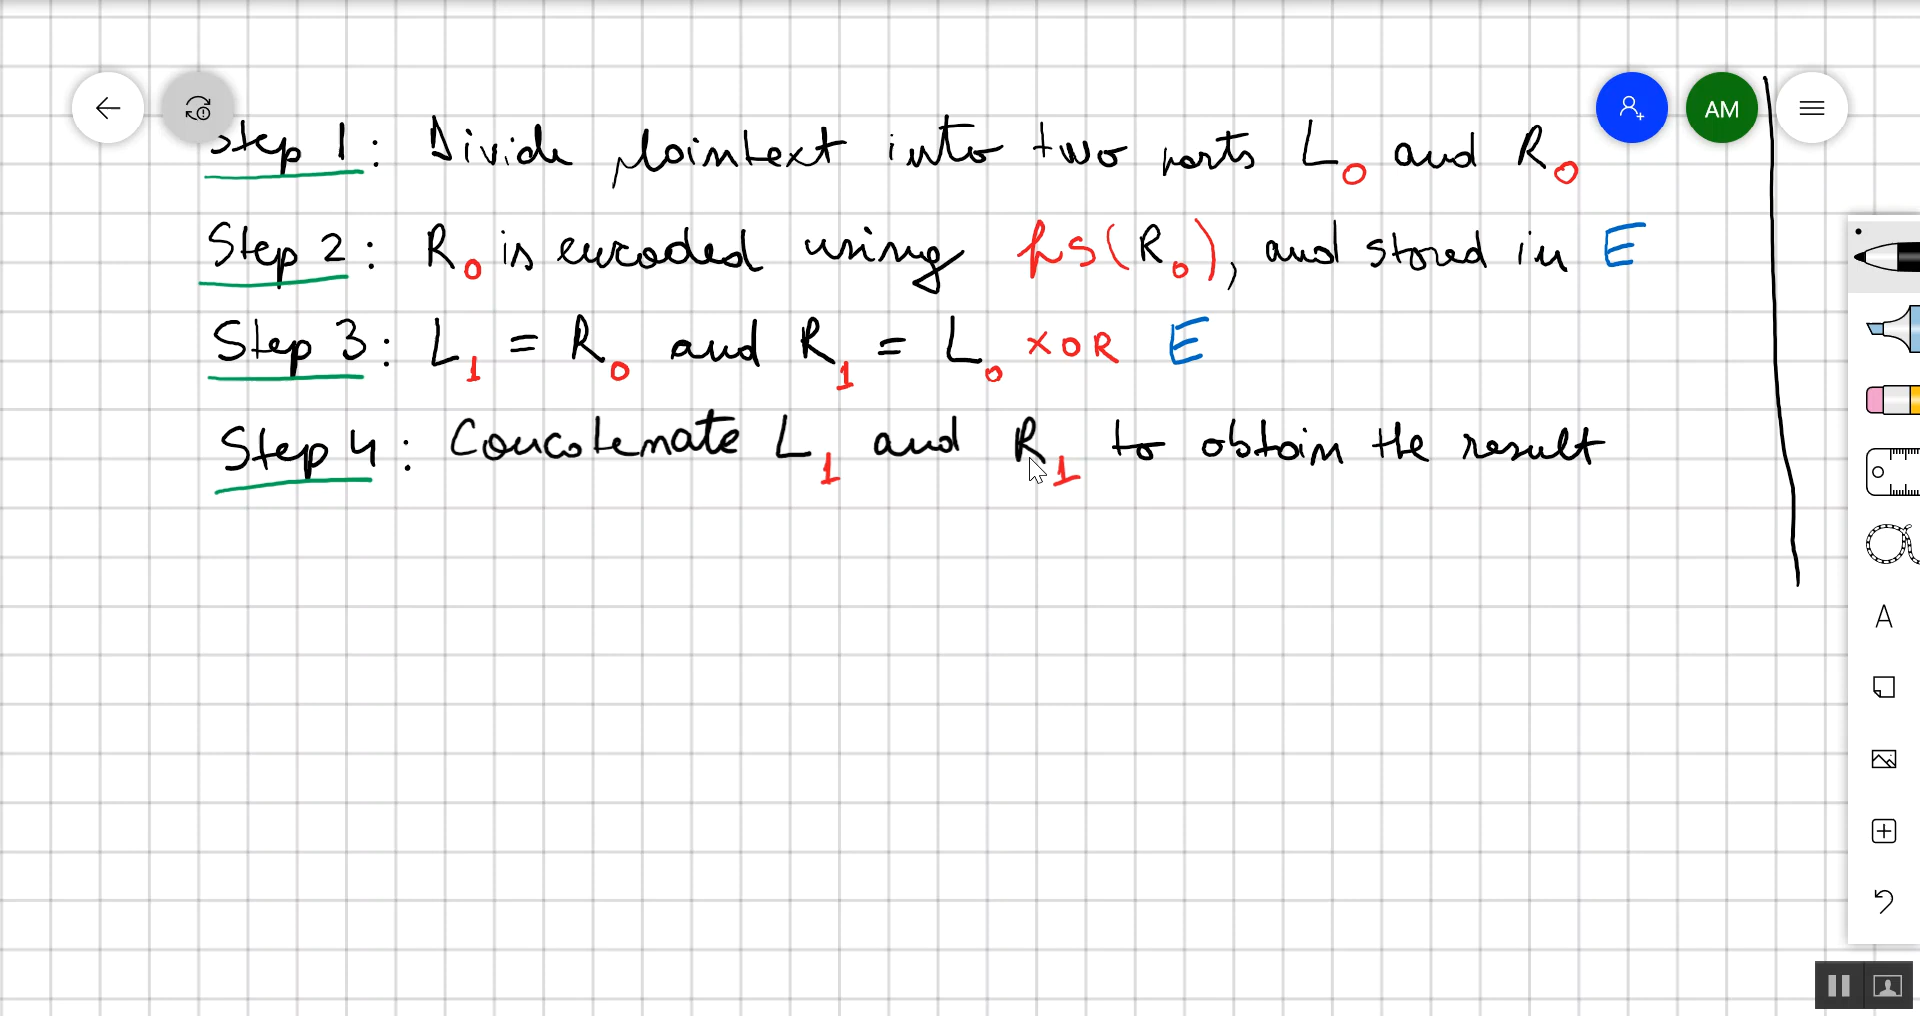 Step 1: Divide plaintext into two parts L0 and R0
Step 2: R0 is encoded using fs(R0), and stored in E
Step 3: L1 = R0 and R1 = L0 XOR E
Step 4: Concatenate L1 and R1 to obtain the result
AM
A